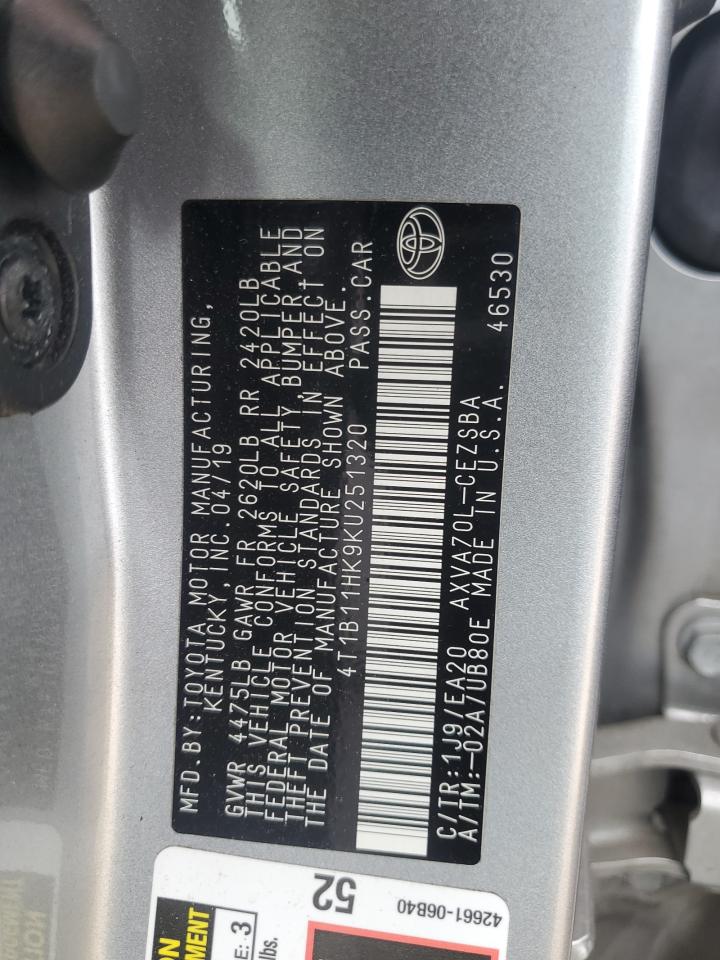 MFD.BY:TOYOTA MOTOR MANUFACTURING,
KENTUCKY, INC. 04/19
GVWR 4475LB GAWR FR 2620LB RR 2420LB
THIS VEHICLE CONFORMS TO ALL APPLICABLE
FEDERAL MOTOR VEHICLE SAFETY, BUMPER, AND
THEFT PREVENTION STANDARDS IN EFFECT ON
THE DATE OF MANUFACTURE SHOWN ABOVE.
4T1B11HK9KU251320 PASS.CAR
C/TR:1J9/EA20 AXVA70L-CEZSBA
A/TM:-02A/UB80E MADE IN U.S.A. 46530
52
42661-06B40
3
lbs.